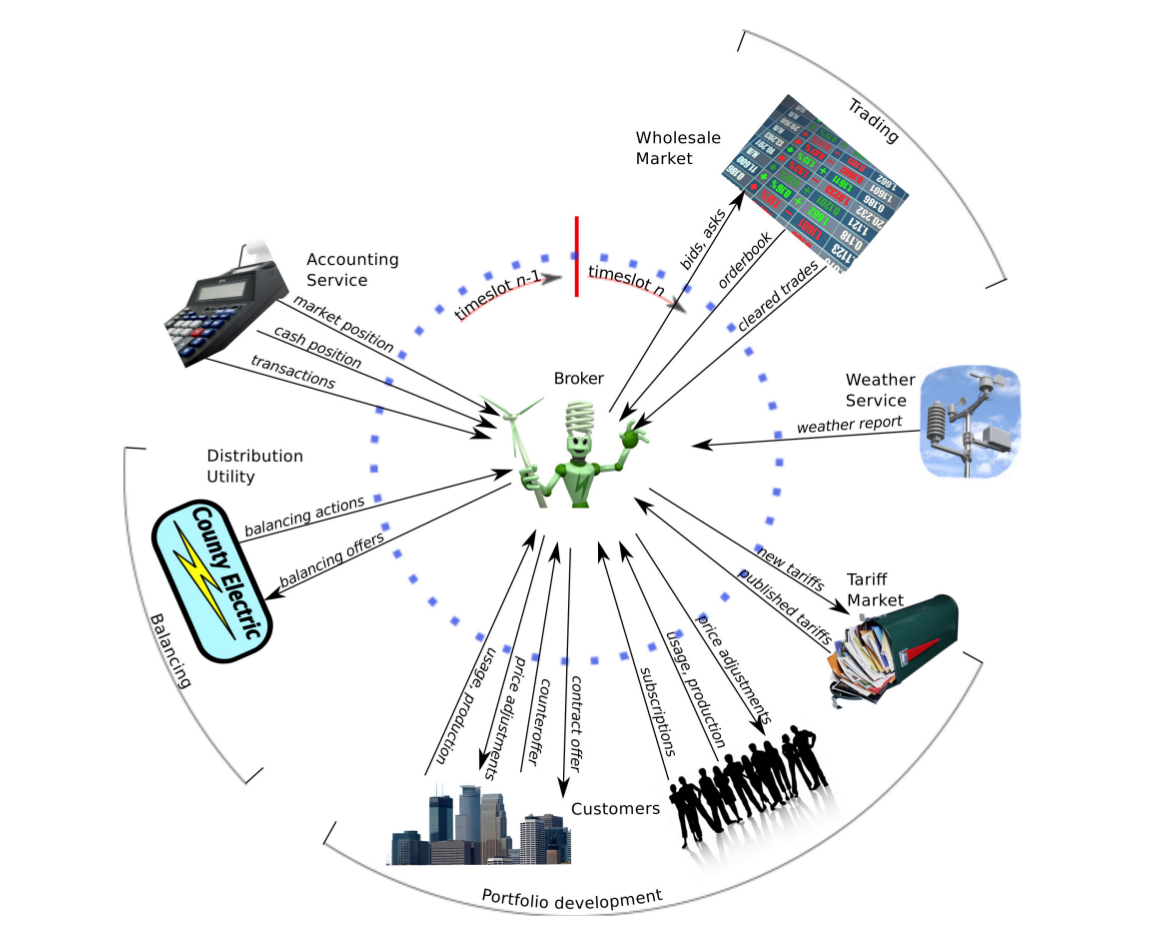 Trading
Wholesale
Market
bids, asks
orderbook
cleared trades
timeslot n-1
timeslot n
Accounting
Service
market position
cash position
transactions
Broker
Weather
Service
weather report
Distribution
Utility
balancing actions
balancing offers
County Electric
Balancing
new tariffs
published tariffs
Tariff
Market
usage, production
price adjustments
counteroffer
contract offer
subscriptions
usage, production
price adjustments
Customers
Portfolio development